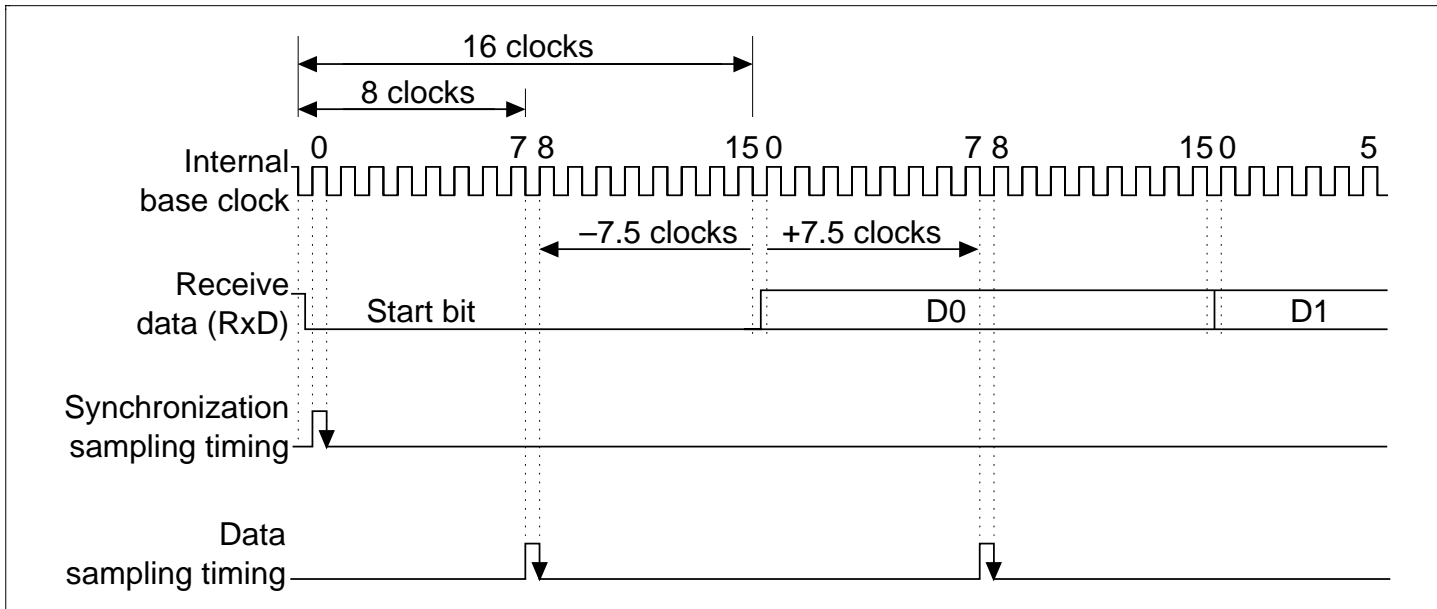 16 clocks
8 clocks
0 7 8 15 0 7 8 15 0 5
Internal
base clock
–7.5 clocks +7.5 clocks
Receive
data (RxD)
Start bit D0 D1
Synchronization
sampling timing
Data
sampling timing